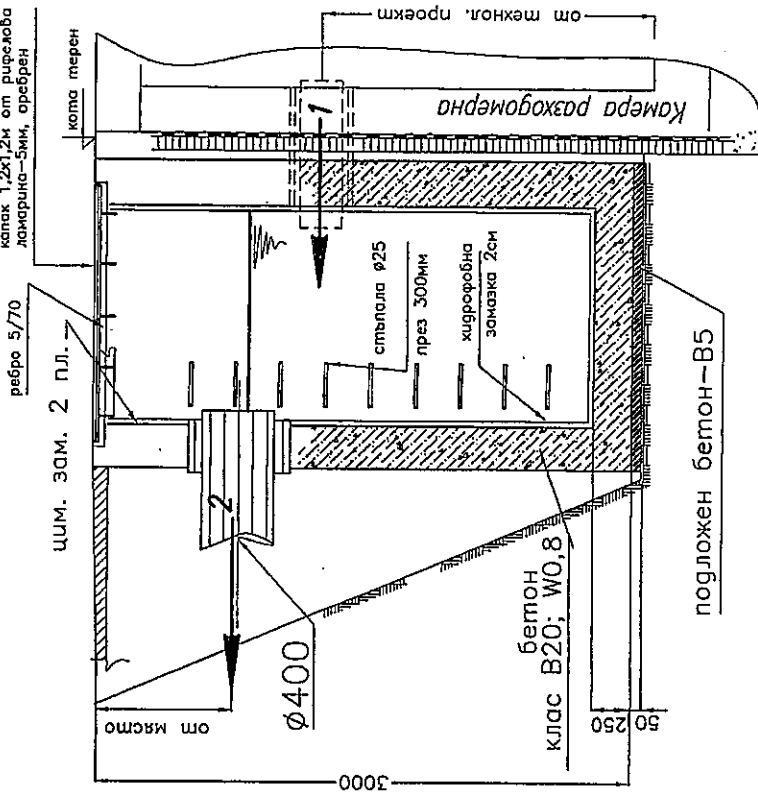 капак 1,2х1,2м от рифелова
ламарина-5мм, оребрен
кота терен
ребро 5/70
цим. зам. 2 пл.
от технол. проект
Камера разходомерна
1
стъпала ø25
през 300мм
хидрофобна
замазка 2см
2
ø400
от място
бетон
клас В20; W0,8
3000
250
50
подложен бетон-В5